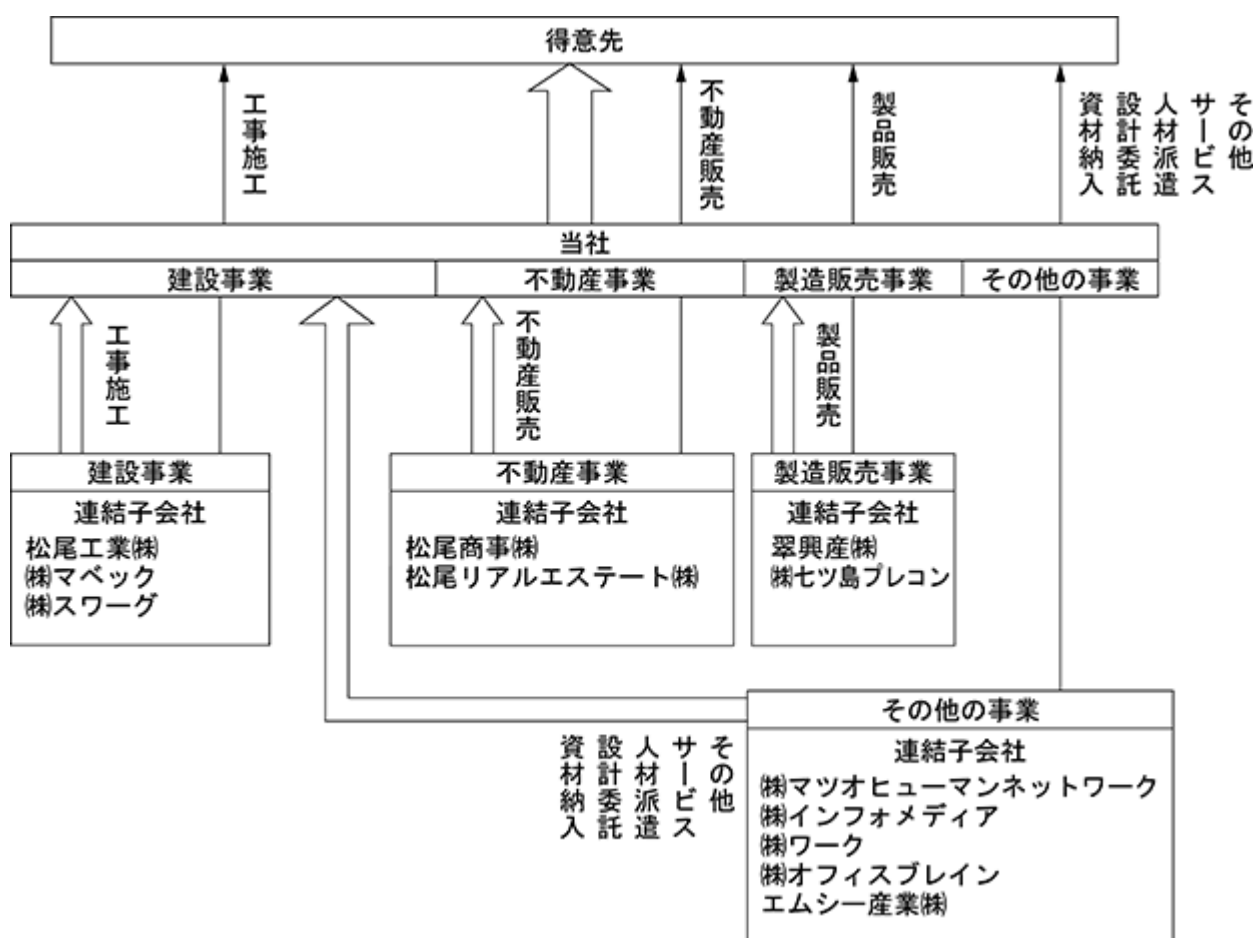 得意先
工事施工
不動産販売
製品販売
その他
サービス
人材派遣
設計委託
資材納入
当社
建設事業
不動産事業
製造販売事業
その他の事業
工事施工
不動産販売
製品販売
建設事業
連結子会社
松尾工業㈱
㈱マベック
㈱スワーグ
不動産事業
連結子会社
松尾商事㈱
松尾リアルエステート㈱
製造販売事業
連結子会社
翠興産㈱
㈱七ツ島プレコン
その他
サービス
人材派遣
設計委託
資材納入
その他の事業
連結子会社
㈱マツオヒューマンネットワーク
㈱インフォメディア
㈱ワーク
㈱オフィスブレイン
エムシー産業㈱